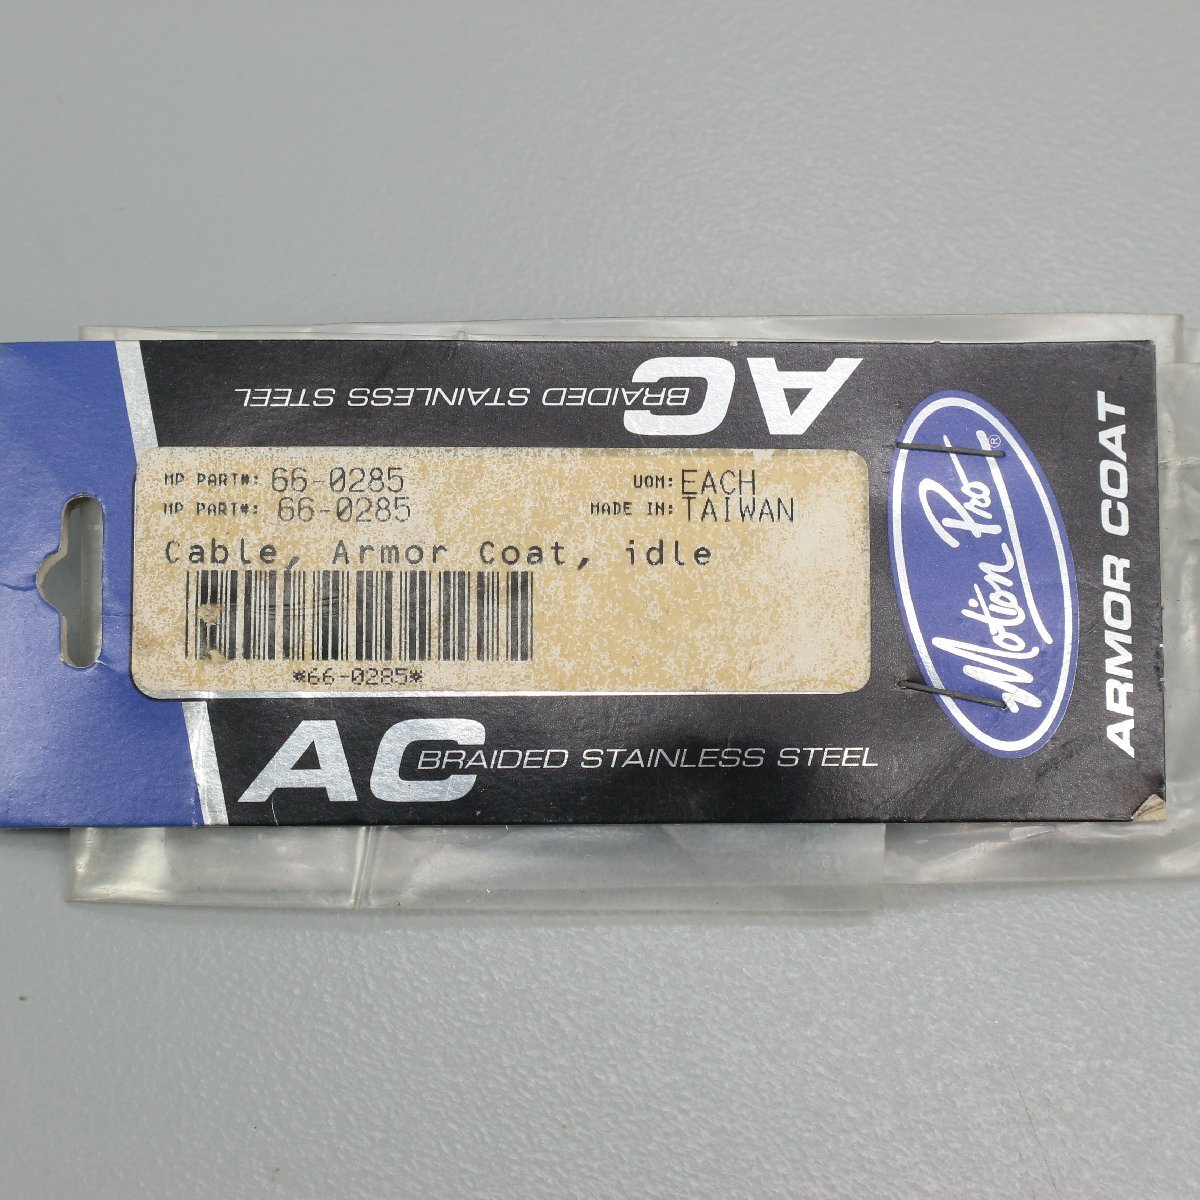 AC
BRAIDED STAINLESS STEEL
MP PART#: 66-0285 UOM: EACH
MP PART#: 66-0285 MADE IN: TAIWAN
Cable, Armor Coat, idle
*66-0285*
AC
BRAIDED STAINLESS STEEL
Motion Pro ®
ARMOR COAT